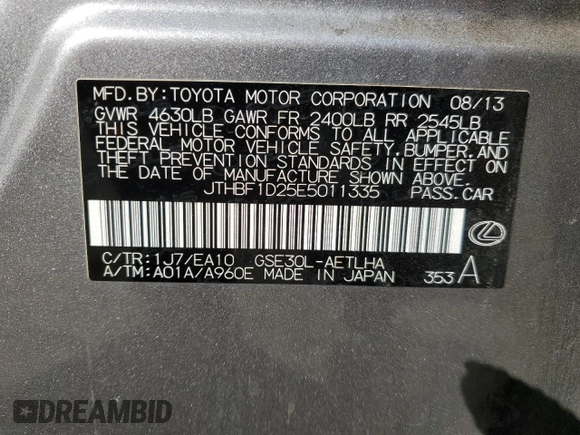 MFD. BY: TOYOTA MOTOR CORPORATION 08/13
GVWR 4630LB GAWR FR 2400LB RR 2545LB
THIS VEHICLE CONFORMS TO ALL APPLICABLE
FEDERAL MOTOR VEHICLE SAFETY, BUMPER, AND
THEFT PREVENTION STANDARDS IN EFFECT ON
THE DATE OF MANUFACTURE SHOWN ABOVE.
JTHBF1D25E5011335 PASS.CAR
C/TR: 1J7/EA10 GSE30L-AETLHA
A/TM: A01A/A960E MADE IN JAPAN 353 A
DREAMBID